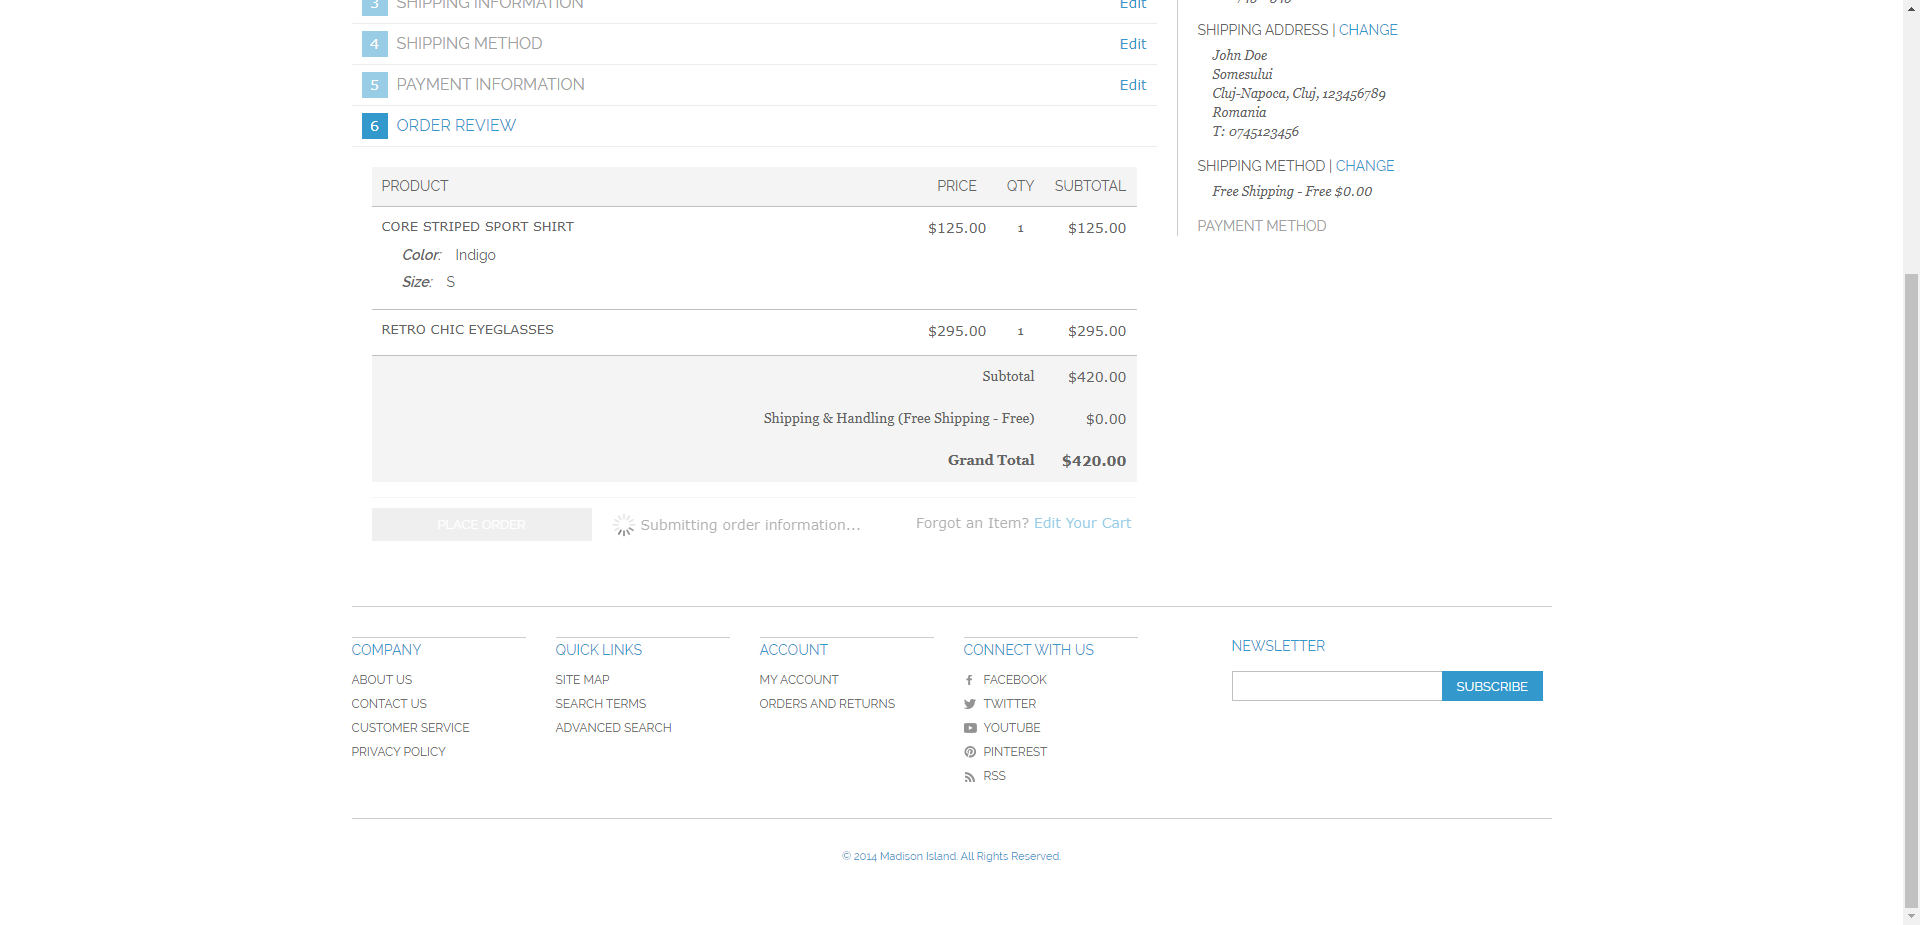 3 SHIPPING INFORMATION Edit
4 SHIPPING METHOD Edit
5 PAYMENT INFORMATION Edit
6 ORDER REVIEW
PRODUCT PRICE QTY SUBTOTAL
CORE STRIPED SPORT SHIRT $125.00 1 $125.00
Color: Indigo
Size: S
RETRO CHIC EYEGLASSES $295.00 1 $295.00
Subtotal $420.00
Shipping & Handling (Free Shipping - Free) $0.00
Grand Total $420.00
PLACE ORDER Submitting order information... Forgot an Item? Edit Your Cart
SHIPPING ADDRESS | CHANGE
John Doe
Somesului
Cluj-Napoca, Cluj, 123456789
Romania
T: 0745123456
SHIPPING METHOD | CHANGE
Free Shipping - Free $0.00
PAYMENT METHOD
COMPANY
ABOUT US
CONTACT US
CUSTOMER SERVICE
PRIVACY POLICY
QUICK LINKS
SITE MAP
SEARCH TERMS
ADVANCED SEARCH
ACCOUNT
MY ACCOUNT
ORDERS AND RETURNS
CONNECT WITH US
FACEBOOK
TWITTER
YOUTUBE
PINTEREST
RSS
NEWSLETTER
SUBSCRIBE
© 2014 Madison Island. All Rights Reserved.